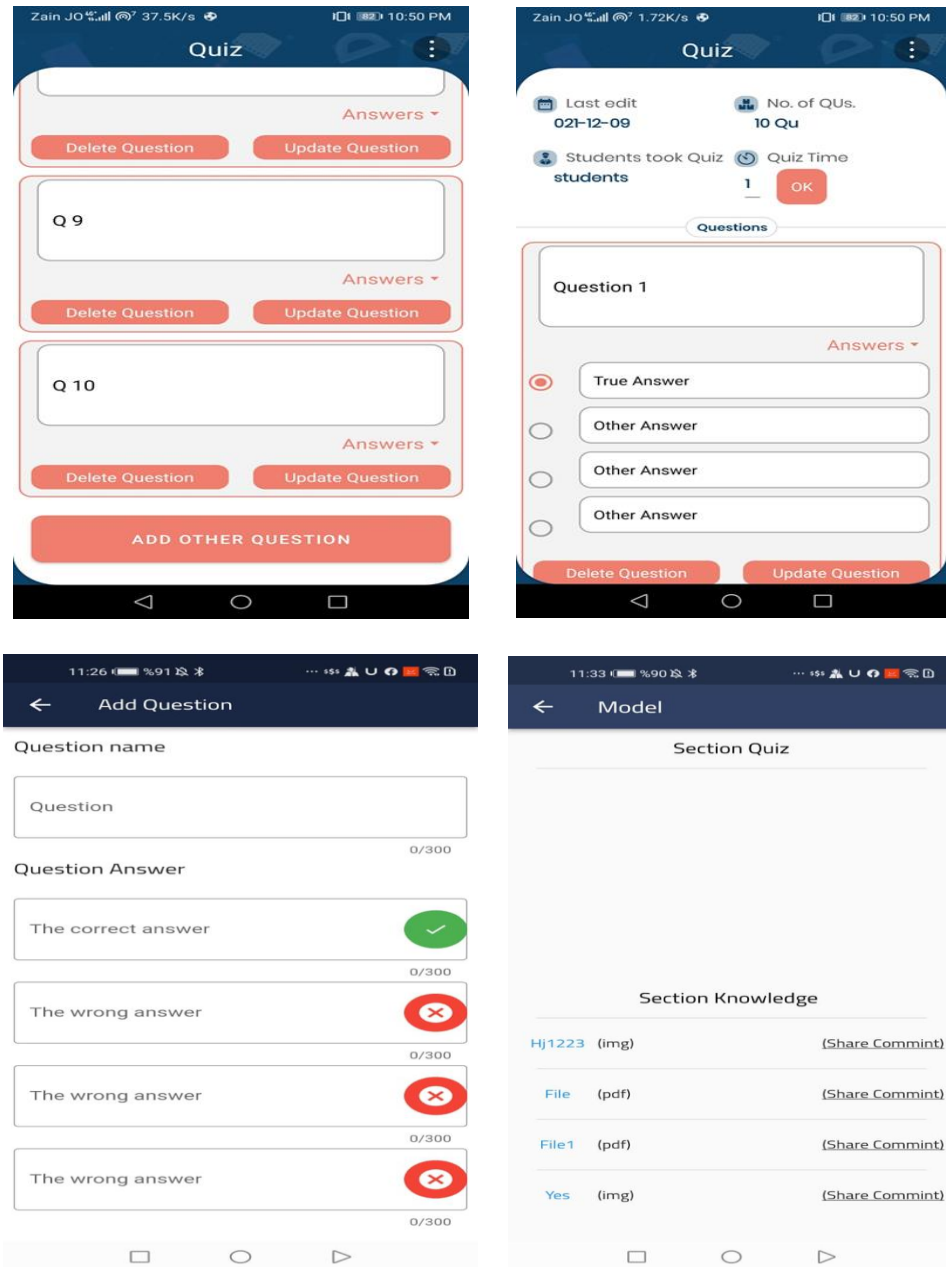 Zain JO 37.5K/s 82 10:50 PM
Quiz
Answers
Delete Question Update Question
Q 9
Answers
Delete Question Update Question
Q 10
Answers
Delete Question Update Question
ADD OTHER QUESTION
Zain JO 1.72K/s 82 10:50 PM
Quiz
Last edit No. of QUs.
021-12-09 10 Qu
Students took Quiz Quiz Time
students 1 OK
Questions
Question 1
Answers
True Answer
Other Answer
Other Answer
Other Answer
Delete Question Update Question
11:26 %91
Add Question
Question name
Question
0/300
Question Answer
The correct answer
0/300
The wrong answer
0/300
The wrong answer
0/300
The wrong answer
0/300
11:33 %90
Model
Section Quiz
Section Knowledge
Hj1223 (img) (Share Commint)
File (pdf) (Share Commint)
File1 (pdf) (Share Commint)
Yes (img) (Share Commint)